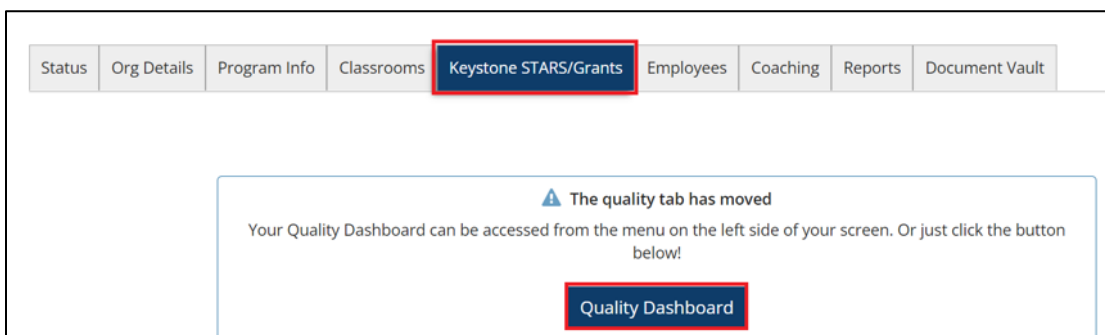 Status Org Details Program Info Classrooms Keystone STARS/Grants Employees Coaching Reports Document Vault
The quality tab has moved
Your Quality Dashboard can be accessed from the menu on the left side of your screen. Or just click the button
below!
Quality Dashboard